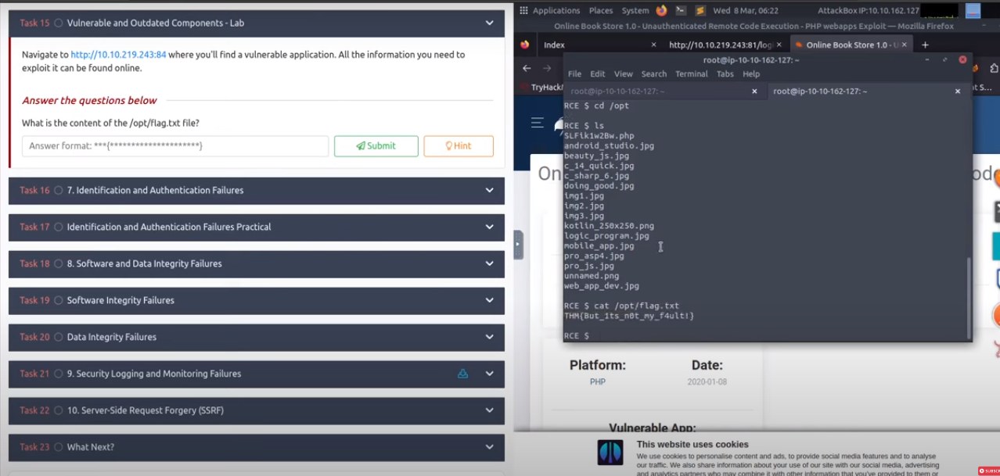 Task 15 Vulnerable and Outdated Components - Lab
Navigate to http://10.10.219.243:84 where you'll find a vulnerable application. All the information you need to
exploit it can be found online.
Answer the questions below
What is the content of the /opt/flag.txt file?
Answer format: ***{*********************}
Submit
Hint
Task 16 7. Identification and Authentication Failures
Task 17 Identification and Authentication Failures Practical
Task 18 8. Software and Data Integrity Failures
Task 19 Software Integrity Failures
Task 20 Data Integrity Failures
Task 21 9. Security Logging and Monitoring Failures
Task 22 10. Server-Side Request Forgery (SSRF)
Task 23 What Next?
Applications Places System Wed 8 Mar, 06:22 AttackBox IP:10.10.162.127
Online Book Store 1.0 - Unauthenticated Remote Code Execution - PHP webapps Exploit — Mozilla Firefox
Index × http://10.10.219.243:81/log × Online Book Store 1.0 - U × +
root@ip-10-10-162-127: ~
File Edit View Search Terminal Tabs Help
TryHack
root@ip-10-10-162-127: ~ × root@ip-10-10-162-127: ~ ×
t S...
RCE $ cd /opt
RCE $ ls
SLFik1w2Bw.php
android_studio.jpg
beauty_js.jpg
c_14_quick.jpg
c_sharp_6.jpg
On
ode
doing_good.jpg
img1.jpg
img2.jpg
img3.jpg
kotlin_250x250.png
logic_program.jpg
mobile_app.jpg
pro_asp4.jpg
pro_js.jpg
unnamed.png
web_app_dev.jpg
RCE $ cat /opt/flag.txt
THM{But_1ts_n0t_my_f4ult!}
RCE $
Platform: Date:
PHP 2020-01-08
Vulnerable App:
This website uses cookies
We use cookies to personalise content and ads, to provide social media features and to analyse
our traffic. We also share information about your use of our site with our social media, advertising
and analytics partners who may combine it with other information that you've provided to them or
SUBSC